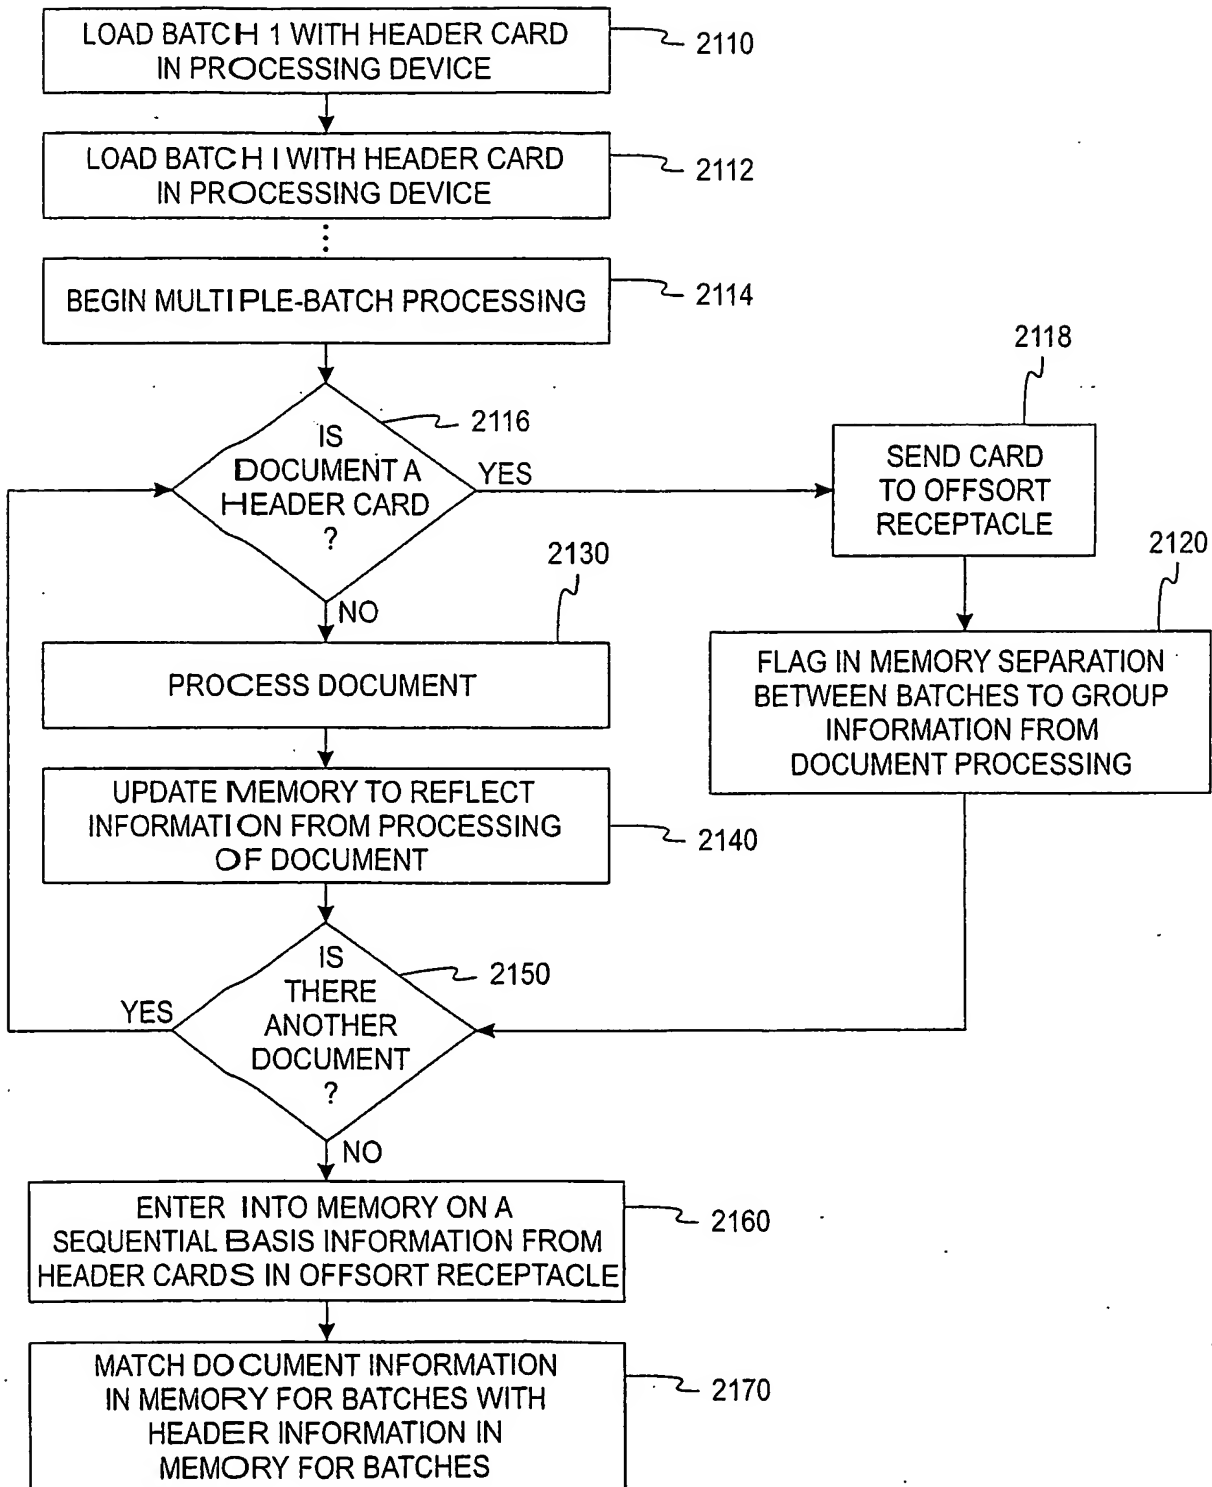 LOAD BATCH 1 WITH HEADER CARD
IN PROCESSING DEVICE
2110
LOAD BATCH I WITH HEADER CARD
IN PROCESSING DEVICE
2112
BEGIN MULTIPLE-BATCH PROCESSING
2114
IS
DOCUMENT A
HEADER CARD
?
2116
YES
NO
2118
SEND CARD
TO OFFSORT
RECEPTACLE
2120
FLAG IN MEMORY SEPARATION
BETWEEN BATCHES TO GROUP
INFORMATION FROM
DOCUMENT PROCESSING
2130
PROCESS DOCUMENT
UPDATE MEMORY TO REFLECT
INFORMATION FROM PROCESSING
OF DOCUMENT
2140
IS
THERE
ANOTHER
DOCUMENT
?
2150
YES
NO
ENTER INTO MEMORY ON A
SEQUENTIAL BASIS INFORMATION FROM
HEADER CARDS IN OFFSORT RECEPTACLE
2160
MATCH DOCUMENT INFORMATION
IN MEMORY FOR BATCHES WITH
HEADER INFORMATION IN
MEMORY FOR BATCHES
2170